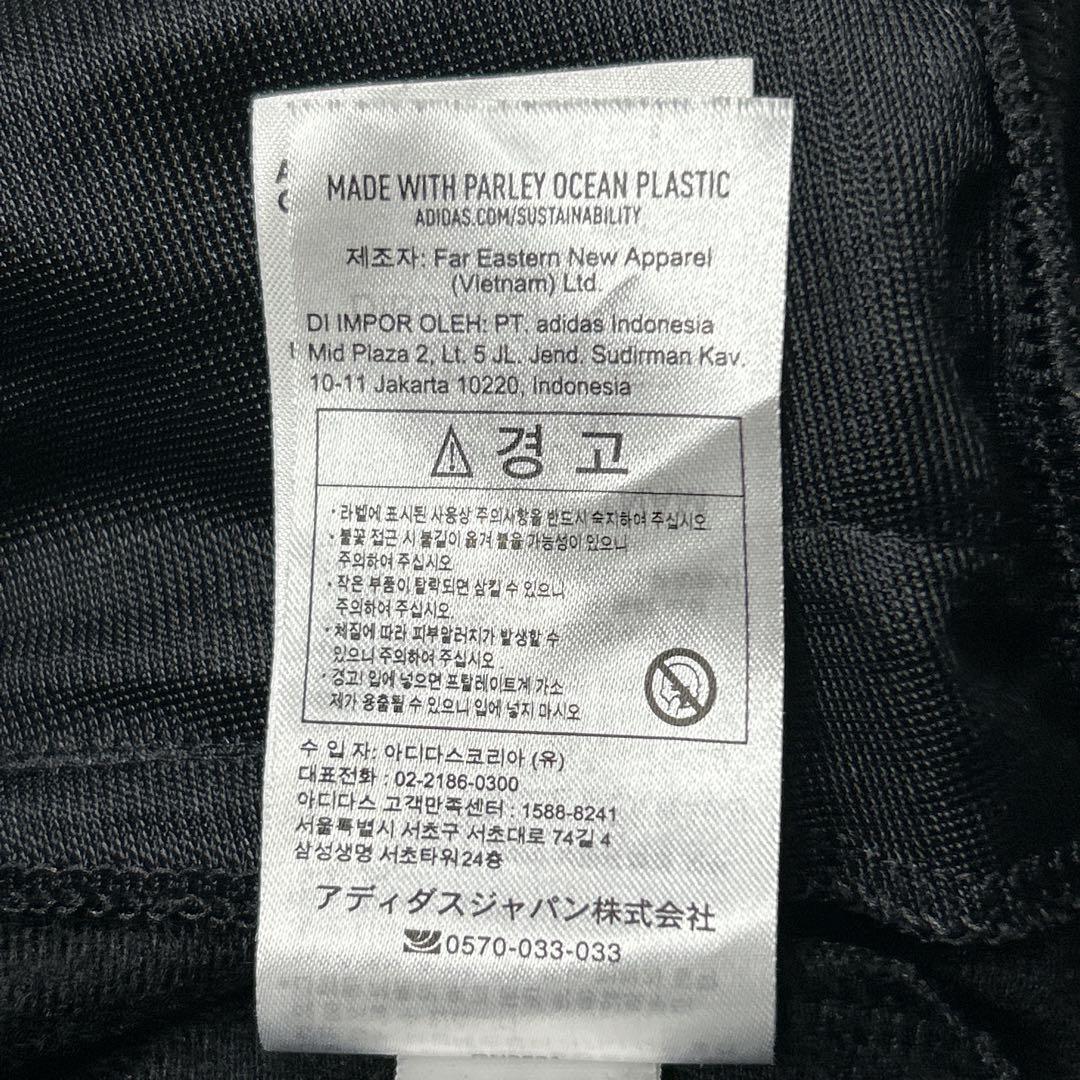 MADE WITH PARLEY OCEAN PLASTIC
ADIDAS.COM/SUSTAINABILITY
제조자: Far Eastern New Apparel
(Vietnam) Ltd.
DI IMPOR OLEH: PT. adidas Indonesia
Mid Plaza 2, Lt. 5 JL. Jend. Sudirman Kav.
10-11 Jakarta 10220, Indonesia
⚠ 경 고
· 라벨에 표시된 사용상 주의사항을 반드시 숙지하여 주십시오
· 불꽃 접근 시 불길이 옮겨 붙을 가능성이 있으니
주의하여 주십시오
· 작은 부품이 탈락되면 삼킬 수 있으니
주의하여 주십시오
· 체질에 따라 피부알러지가 발생할 수
있으니 주의하여 주십시오
· 경고! 입에 넣으면 프탈레이트계 가소
제가 용출될 수 있으니 입에 넣지 마시오
수 입 자: 아디다스코리아 (유)
대표전화 : 02-2186-0300
아디다스 고객만족센터 : 1588-8241
서울특별시 서초구 서초대로 74길 4
삼성생명 서초타워24층
アディダスジャパン株式会社
0570-033-033